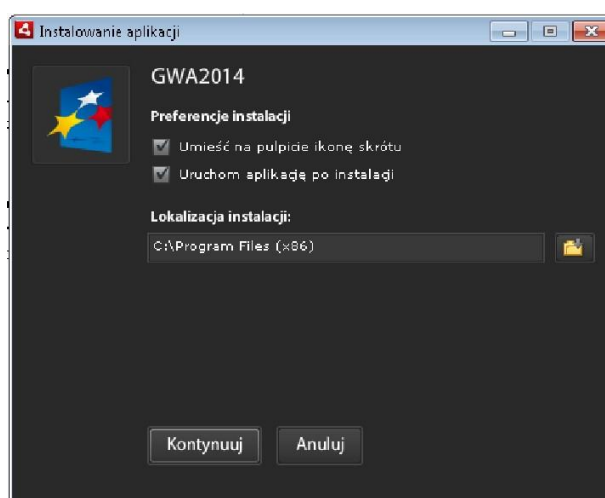 Instalowanie aplikacji
GWA2014
Preferencje instalacji
Umieść na pulpicie ikonę skrótu
Uruchom aplikację po instalacji
Lokalizacja instalacji:
C:\Program Files (x86)
Kontynuuj
Anuluj